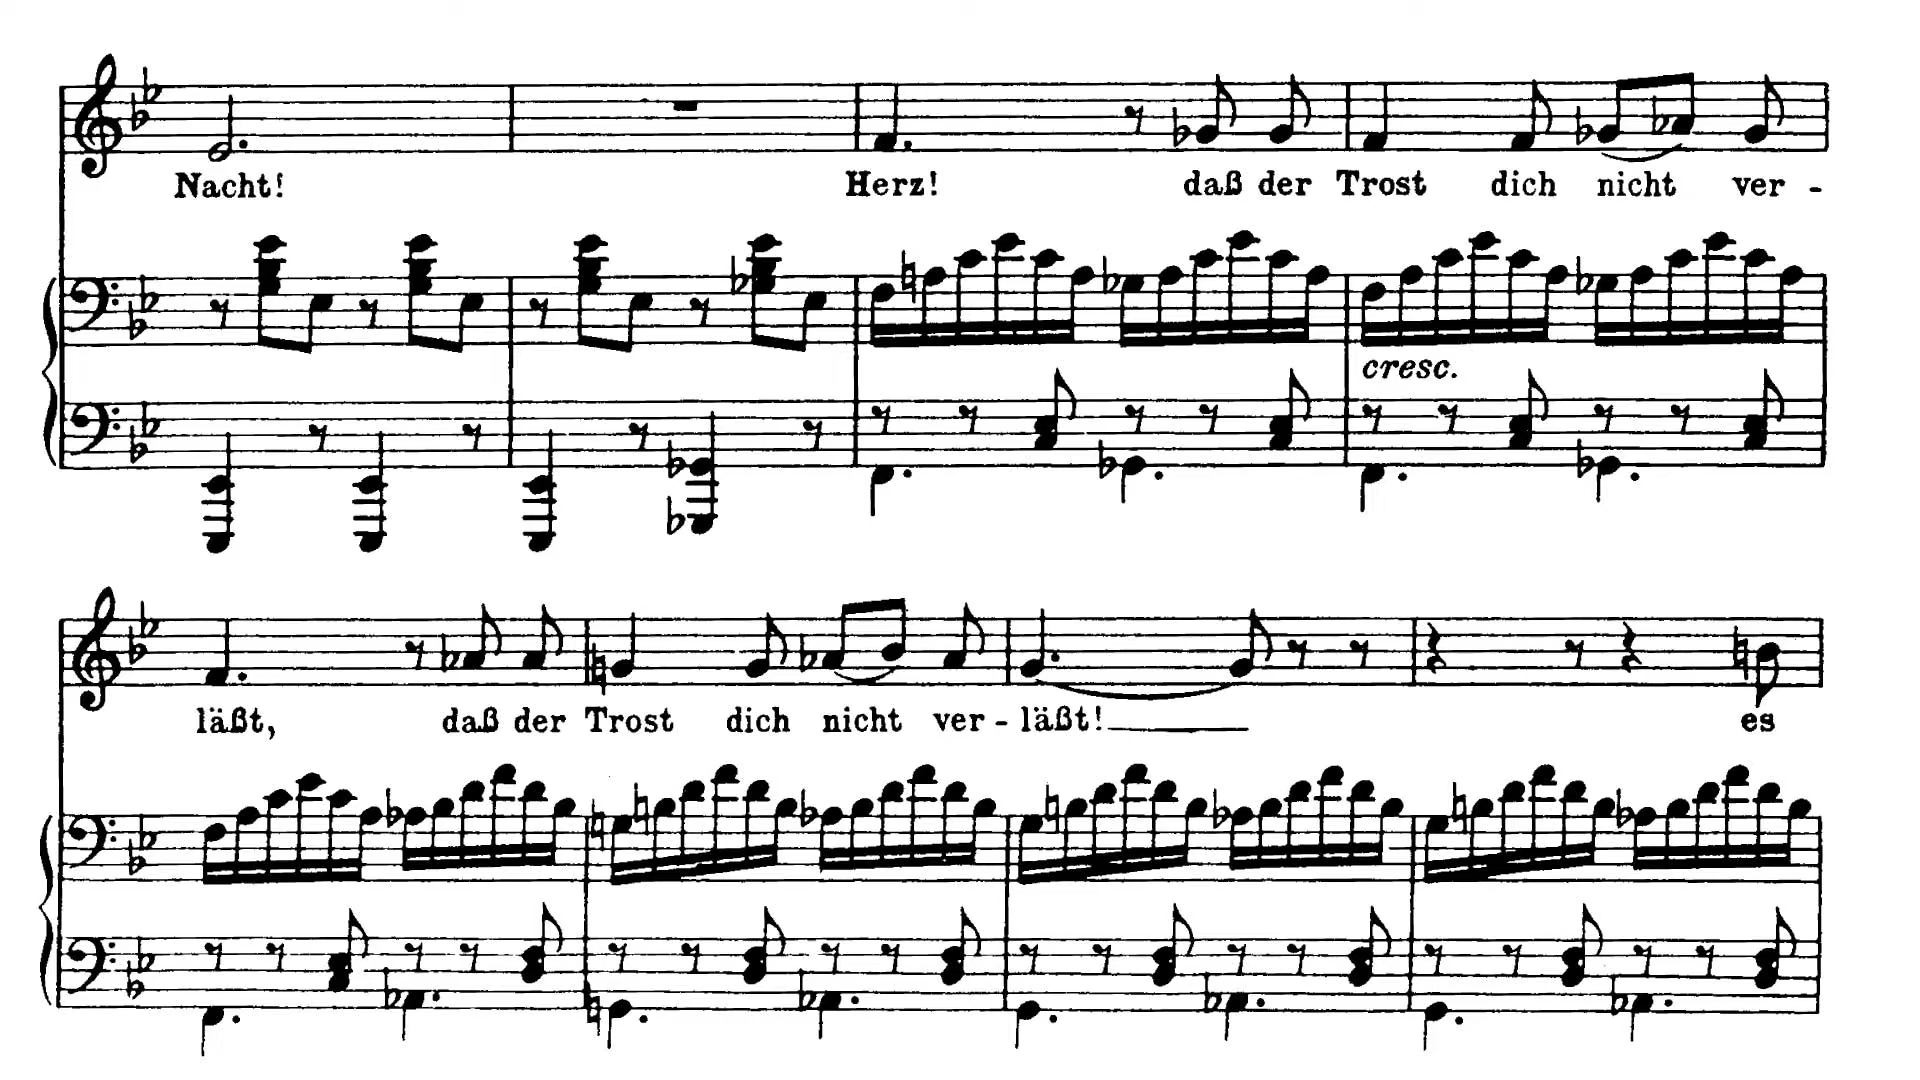 Nacht! Herz! daß der Trost dich nicht ver -
cresc.
läßt, daß der Trost dich nicht ver - läßt! es